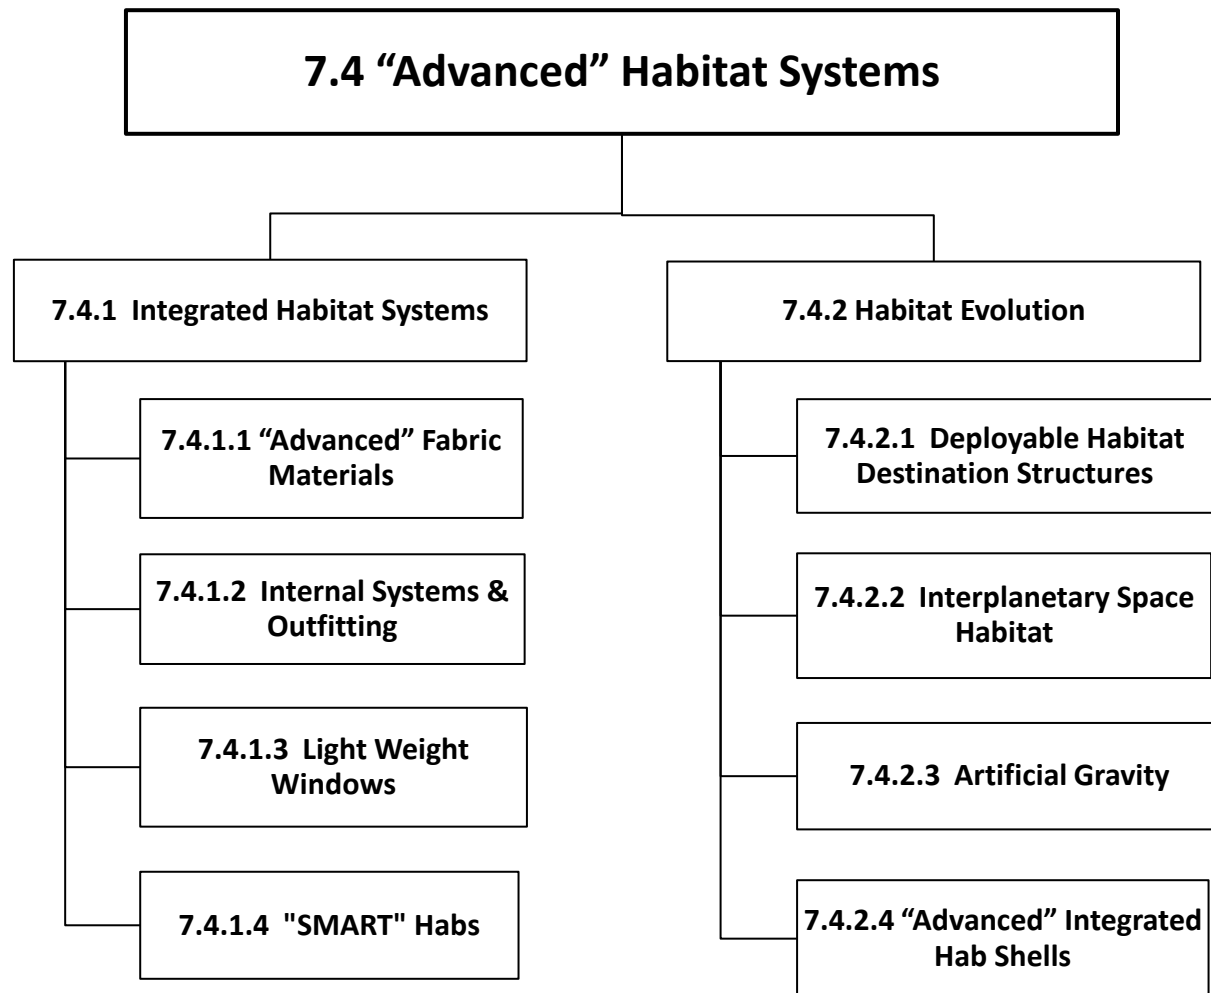 7.4 “Advanced” Habitat Systems
7.4.1 Integrated Habitat Systems
7.4.1.1 “Advanced” Fabric
Materials
7.4.1.2 Internal Systems &
Outfitting
7.4.1.3 Light Weight
Windows
7.4.1.4 "SMART" Habs
7.4.2 Habitat Evolution
7.4.2.1 Deployable Habitat
Destination Structures
7.4.2.2 Interplanetary Space
Habitat
7.4.2.3 Artificial Gravity
7.4.2.4 “Advanced” Integrated
Hab Shells